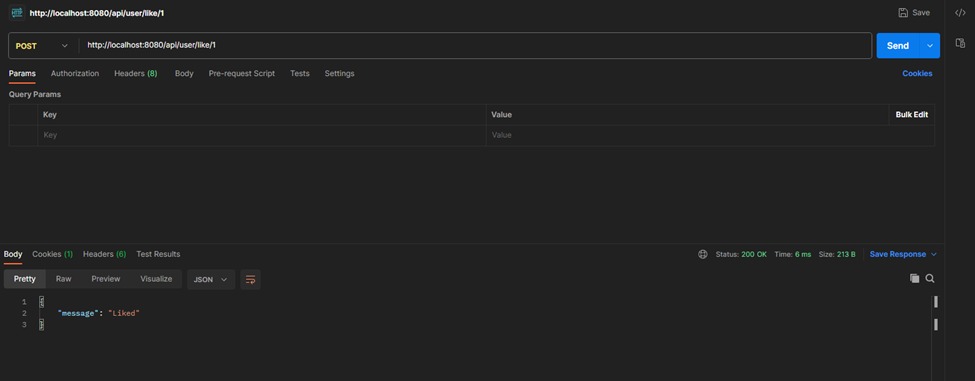 HTTP http://localhost:8080/api/user/like/1 Save
POST http://localhost:8080/api/user/like/1 Send
Params Authorization Headers (8) Body Pre-request Script Tests Settings Cookies
Query Params
Key Value Bulk Edit
Key Value
Body Cookies (1) Headers (6) Test Results Status: 200 OK Time: 6 ms Size: 213 B Save Response
Pretty Raw Preview Visualize JSON
1 {
2 "message": "Liked"
3 }